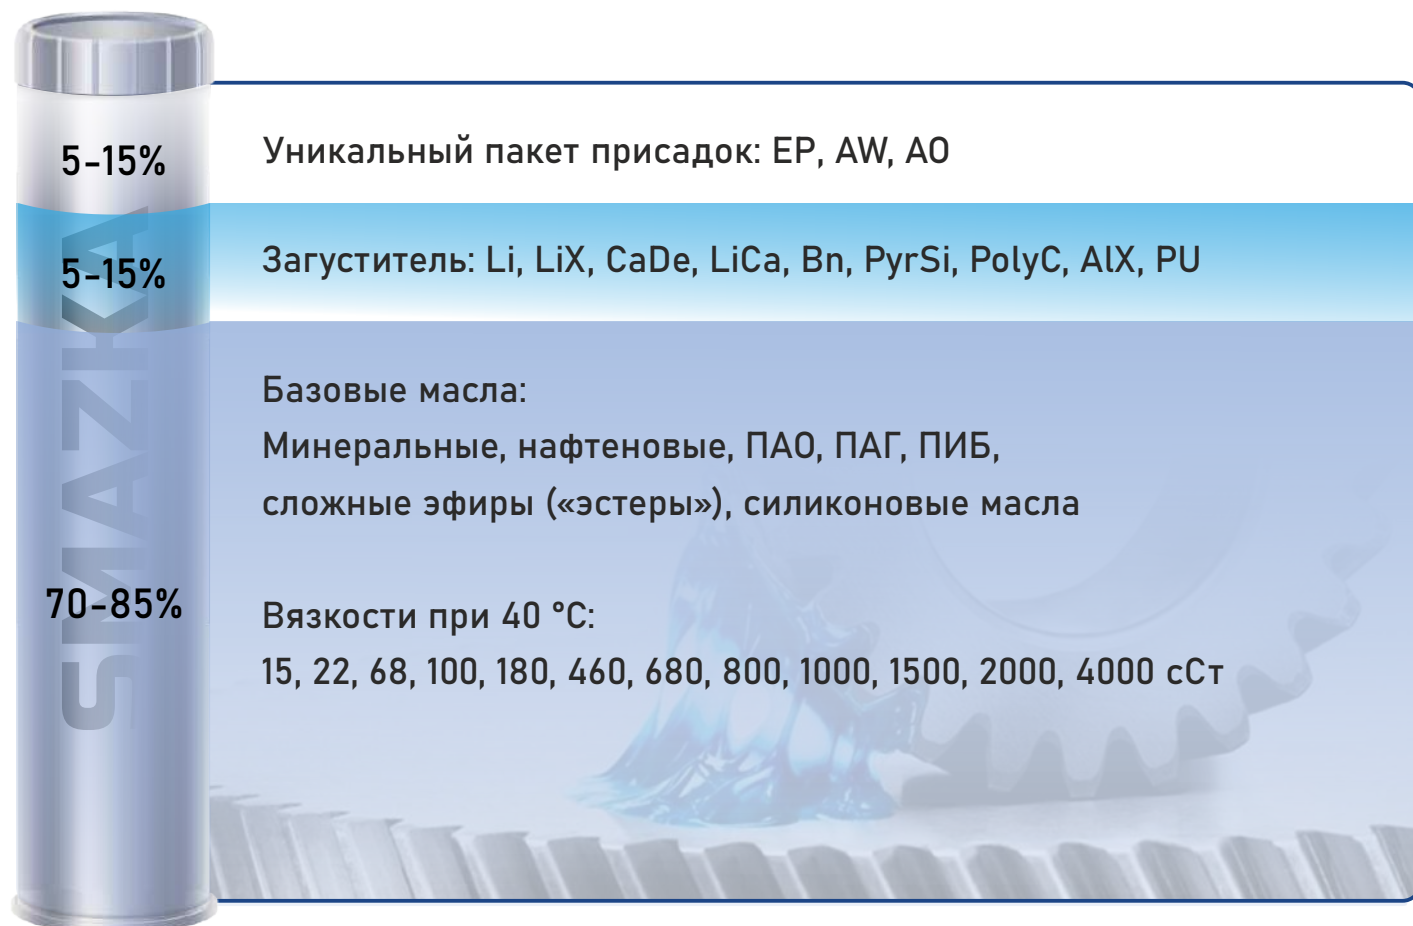 5-15%
Уникальный пакет присадок: EP, AW, AO
5-15%
Загуститель: Li, LiX, CaDe, LiCa, Bn, PyrSi, PolyC, AlX, PU
SMAZKA
Базовые масла:
Минеральные, нафтеновые, ПАО, ПАГ, ПИБ,
сложные эфиры («эстеры»), силиконовые масла
70-85%
Вязкости при 40 °C:
15, 22, 68, 100, 180, 460, 680, 800, 1000, 1500, 2000, 4000 сСт